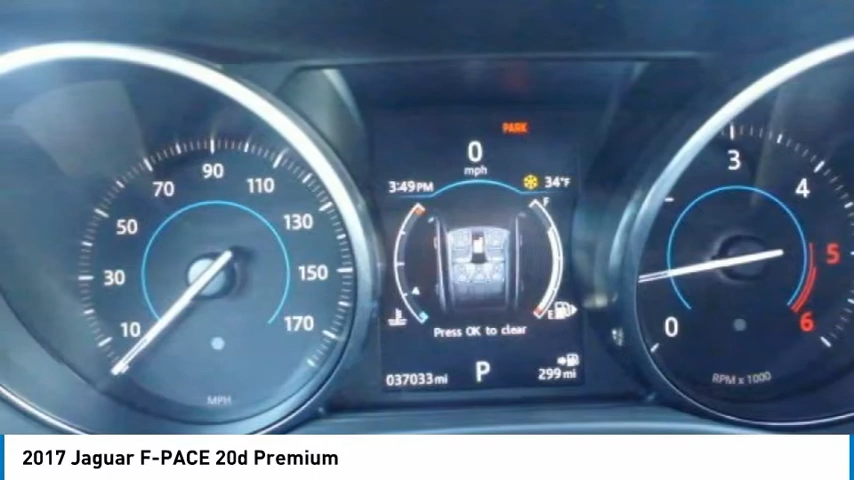 PARK
0
mph
3:49PM 34°F
F
E
Press OK to clear
037033mi P 299mi
10 30 50 70 90 110 130 150 170
MPH
0 3 4 5 6
RPM x 1000
2017 Jaguar F-PACE 20d Premium